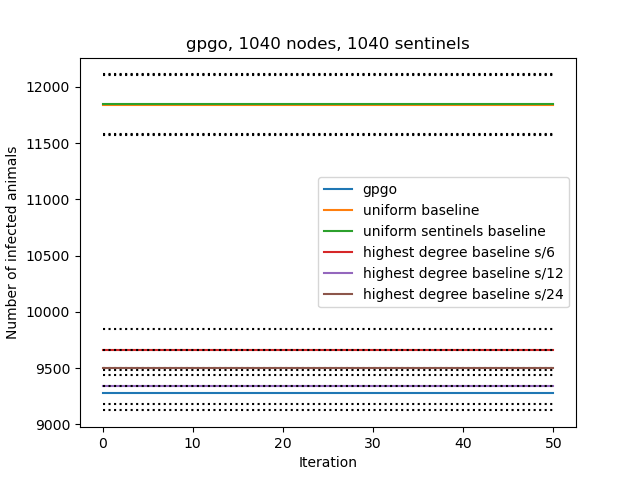 gpgo, 1040 nodes, 1040 sentinels
12000
11500
11000
10500
10000
9500
9000
Number of infected animals
gpgo
uniform baseline
uniform sentinels baseline
highest degree baseline s/6
highest degree baseline s/12
highest degree baseline s/24
0 10 20 30 40 50
Iteration